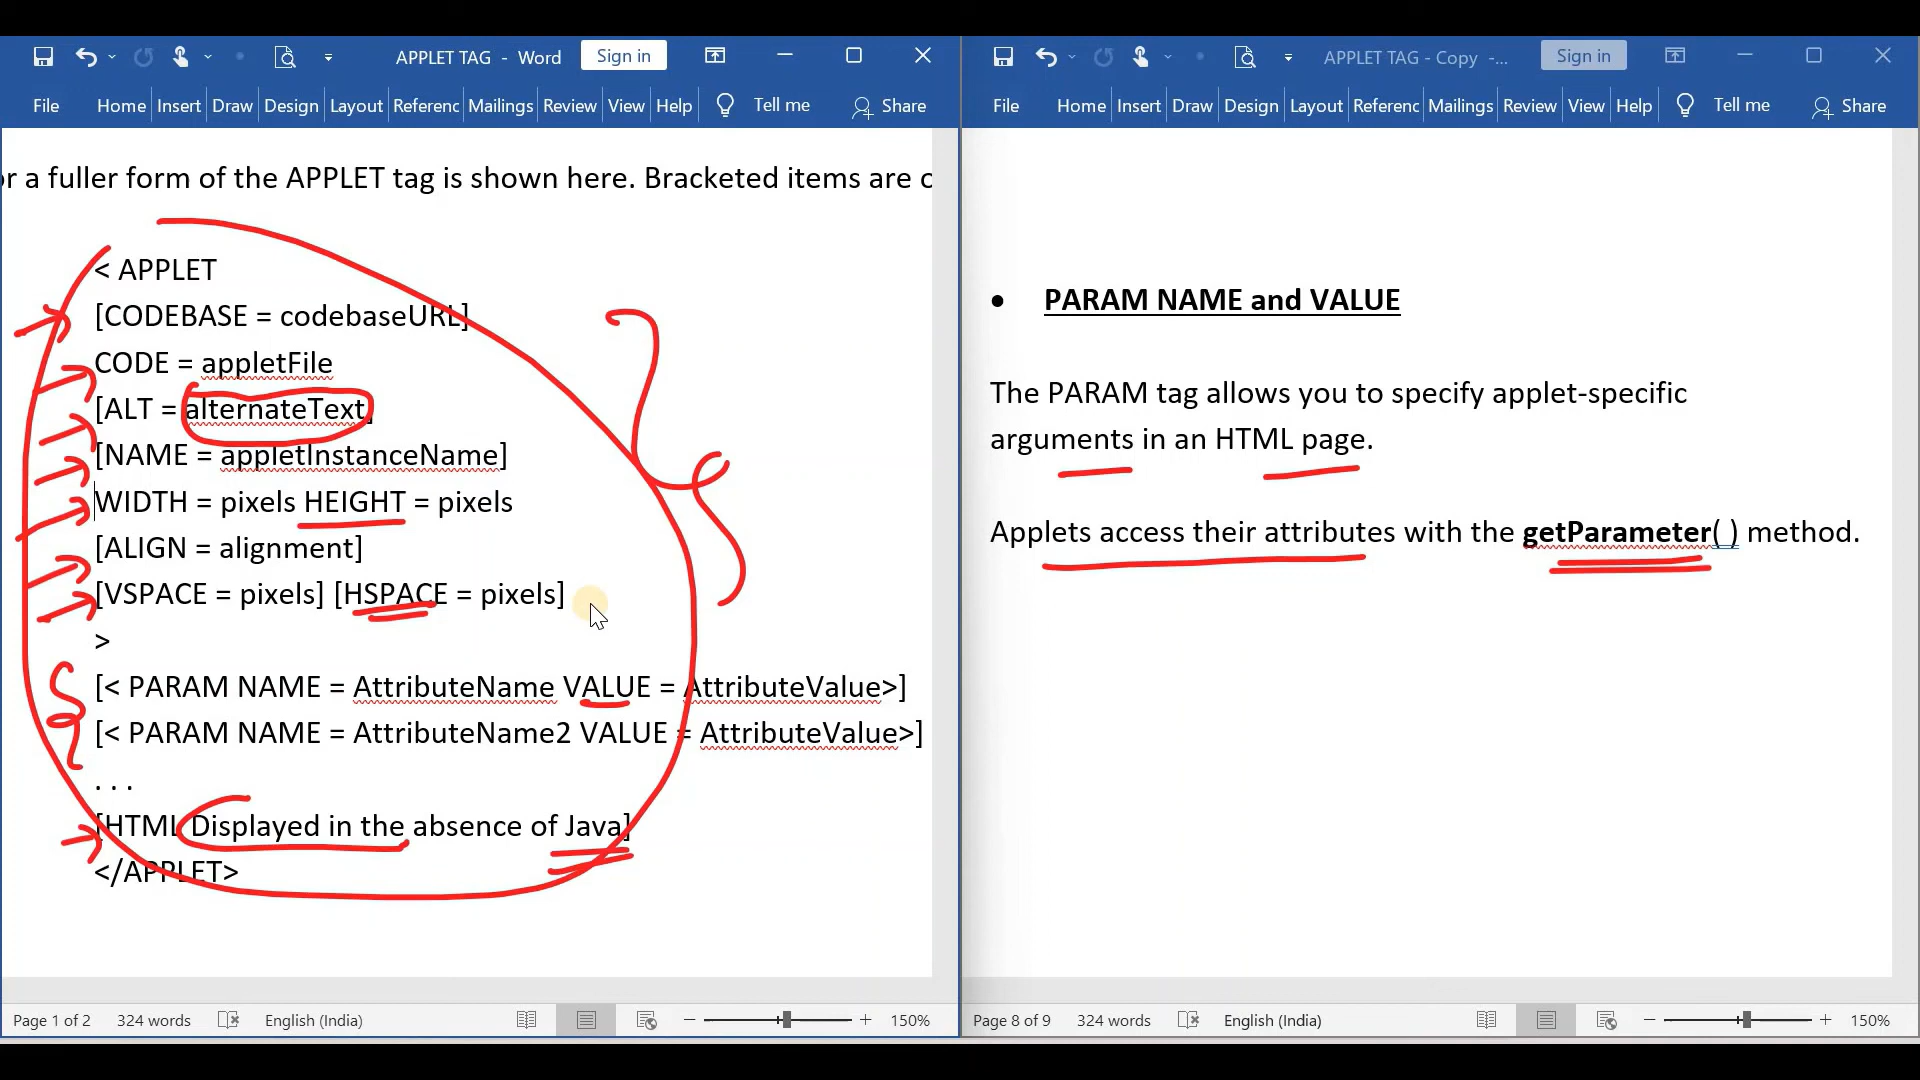 APPLET TAG - Word Sign in
File Home Insert Draw Design Layout Referenc Mailings Review View Help Tell me Share
or a fuller form of the APPLET tag is shown here. Bracketed items are o
< APPLET
[CODEBASE = codebaseURL]
CODE = appletFile
[ALT = alternateText]
[NAME = appletInstanceName]
WIDTH = pixels HEIGHT = pixels
[ALIGN = alignment]
[VSPACE = pixels] [HSPACE = pixels]
>
[< PARAM NAME = AttributeName VALUE = AttributeValue>]
[< PARAM NAME = AttributeName2 VALUE = AttributeValue>]
. . .
[HTML Displayed in the absence of Java]
</APPLET>
Page 1 of 2 324 words English (India) 150%
APPLET TAG - Copy -... Sign in
File Home Insert Draw Design Layout Referenc Mailings Review View Help Tell me Share
• PARAM NAME and VALUE
The PARAM tag allows you to specify applet-specific
arguments in an HTML page.
Applets access their attributes with the getParameter( ) method.
Page 8 of 9 324 words English (India) 150%